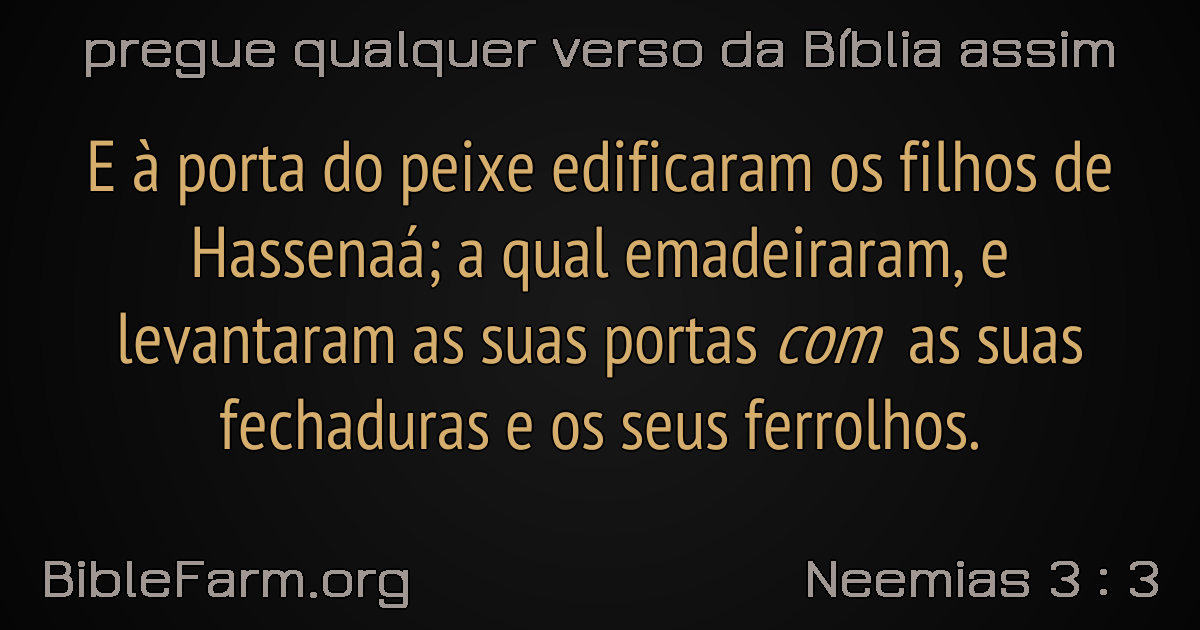 pregue qualquer verso da Bíblia assim
E à porta do peixe edificaram os filhos de
Hassenaá; a qual emadeiraram, e
levantaram as suas portas com as suas
fechaduras e os seus ferrolhos.
BibleFarm.org
Neemias 3 : 3